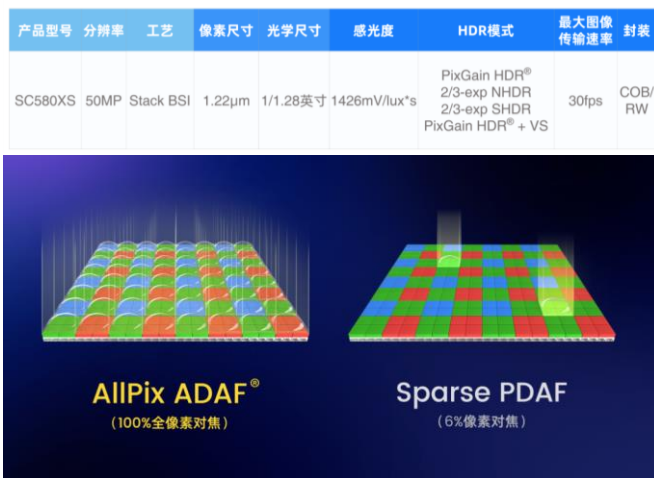 产品型号 分辨率 工艺 像素尺寸 光学尺寸 感光度 HDR模式 最大图像传输速率 封装
SC580XS 50MP Stack BSI 1.22μm 1/1.28英寸 1426mV/lux*s PixGain HDR® 30fps COB/
2/3-exp NHDR RW
2/3-exp SHDR
PixGain HDR® + VS
AllPix ADAF® Sparse PDAF
(100%全像素对焦) (6%像素对焦)